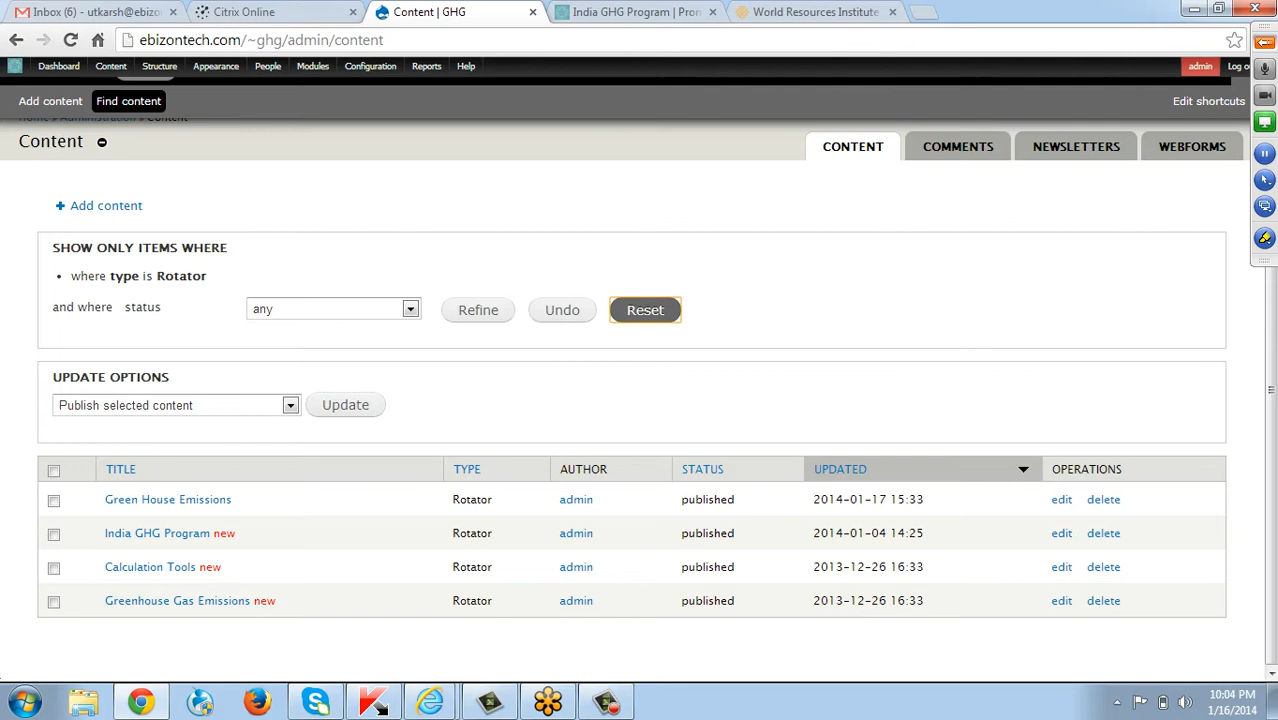 Inbox (6) - utkarsh@ebizo
Citrix Online
Content | GHG
India GHG Program | Pron
World Resources Institute
ebizontech.com/~ghg/admin/content
Dashboard Content Structure Appearance People Modules Configuration Reports Help admin Log o
Add content Find content Edit shortcuts
Home » Administration » Content
Content CONTENT COMMENTS NEWSLETTERS WEBFORMS
+ Add content
SHOW ONLY ITEMS WHERE
• where type is Rotator
and where status any Refine Undo Reset
UPDATE OPTIONS
Publish selected content Update
TITLE TYPE AUTHOR STATUS UPDATED OPERATIONS
Green House Emissions Rotator admin published 2014-01-17 15:33 edit delete
India GHG Program new Rotator admin published 2014-01-04 14:25 edit delete
Calculation Tools new Rotator admin published 2013-12-26 16:33 edit delete
Greenhouse Gas Emissions new Rotator admin published 2013-12-26 16:33 edit delete
10:04 PM
1/16/2014